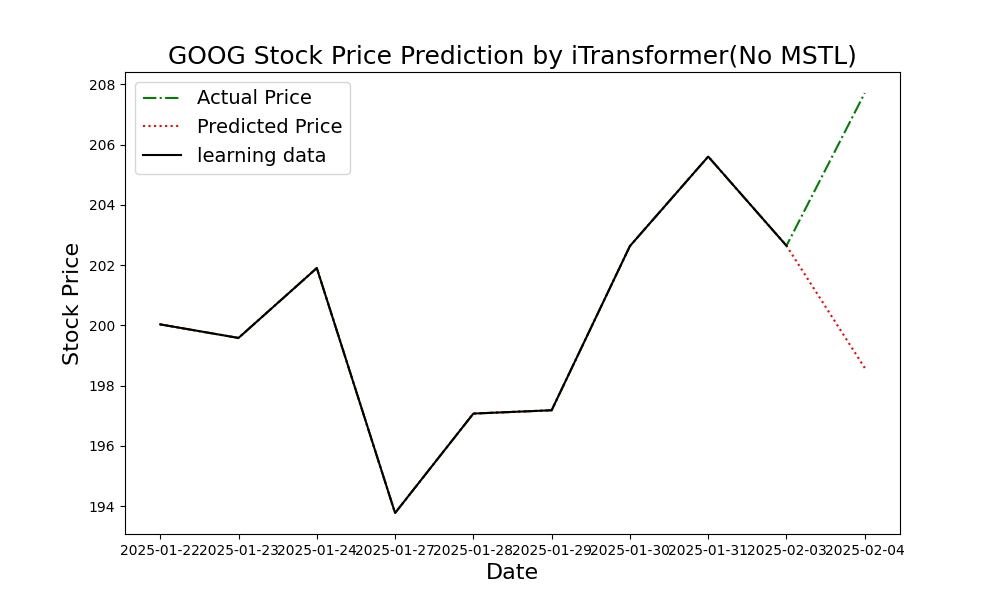 GOOG Stock Price Prediction by iTransformer(No MSTL)
Actual Price
Predicted Price
learning data
208
206
204
202
200
198
196
194
Stock Price
2025-01-22 2025-01-23 2025-01-24 2025-01-27 2025-01-28 2025-01-29 2025-01-30 2025-01-31 2025-02-03 2025-02-04
Date